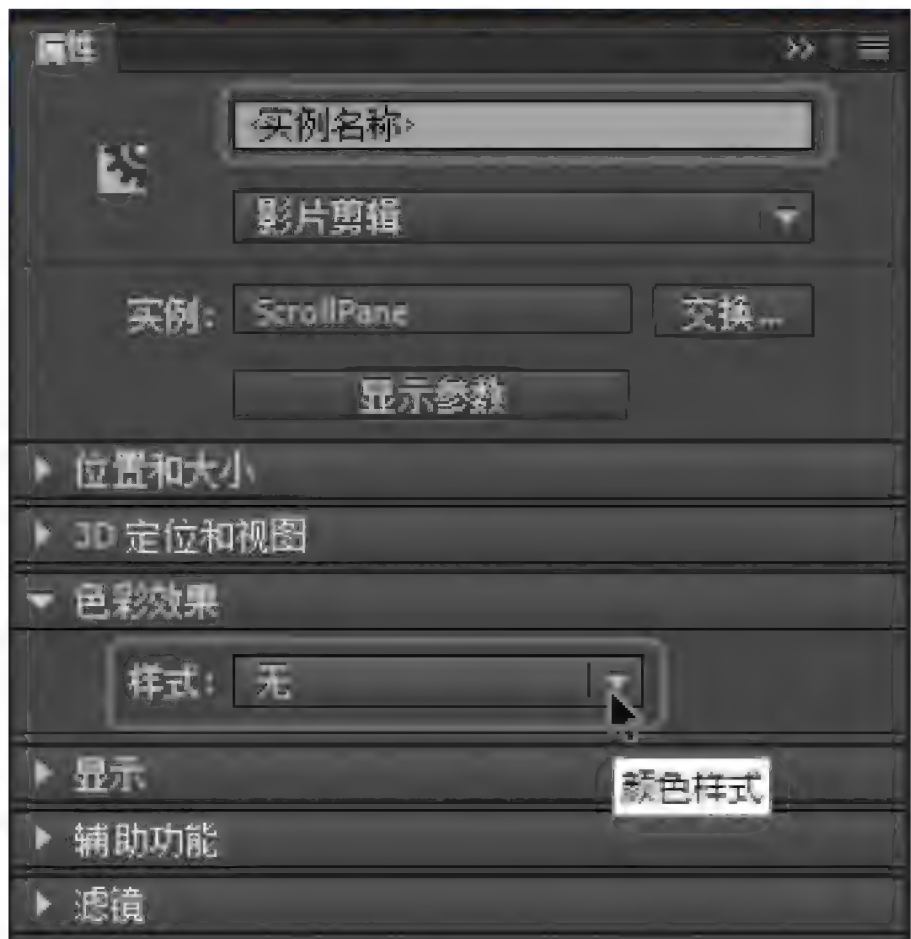 属性
<实例名称>
影片剪辑
实例: ScrollPane 交换...
显示参数
位置和大小
3D 定位和视图
色彩效果
样式: 无
显示
颜色样式
辅助功能
滤镜